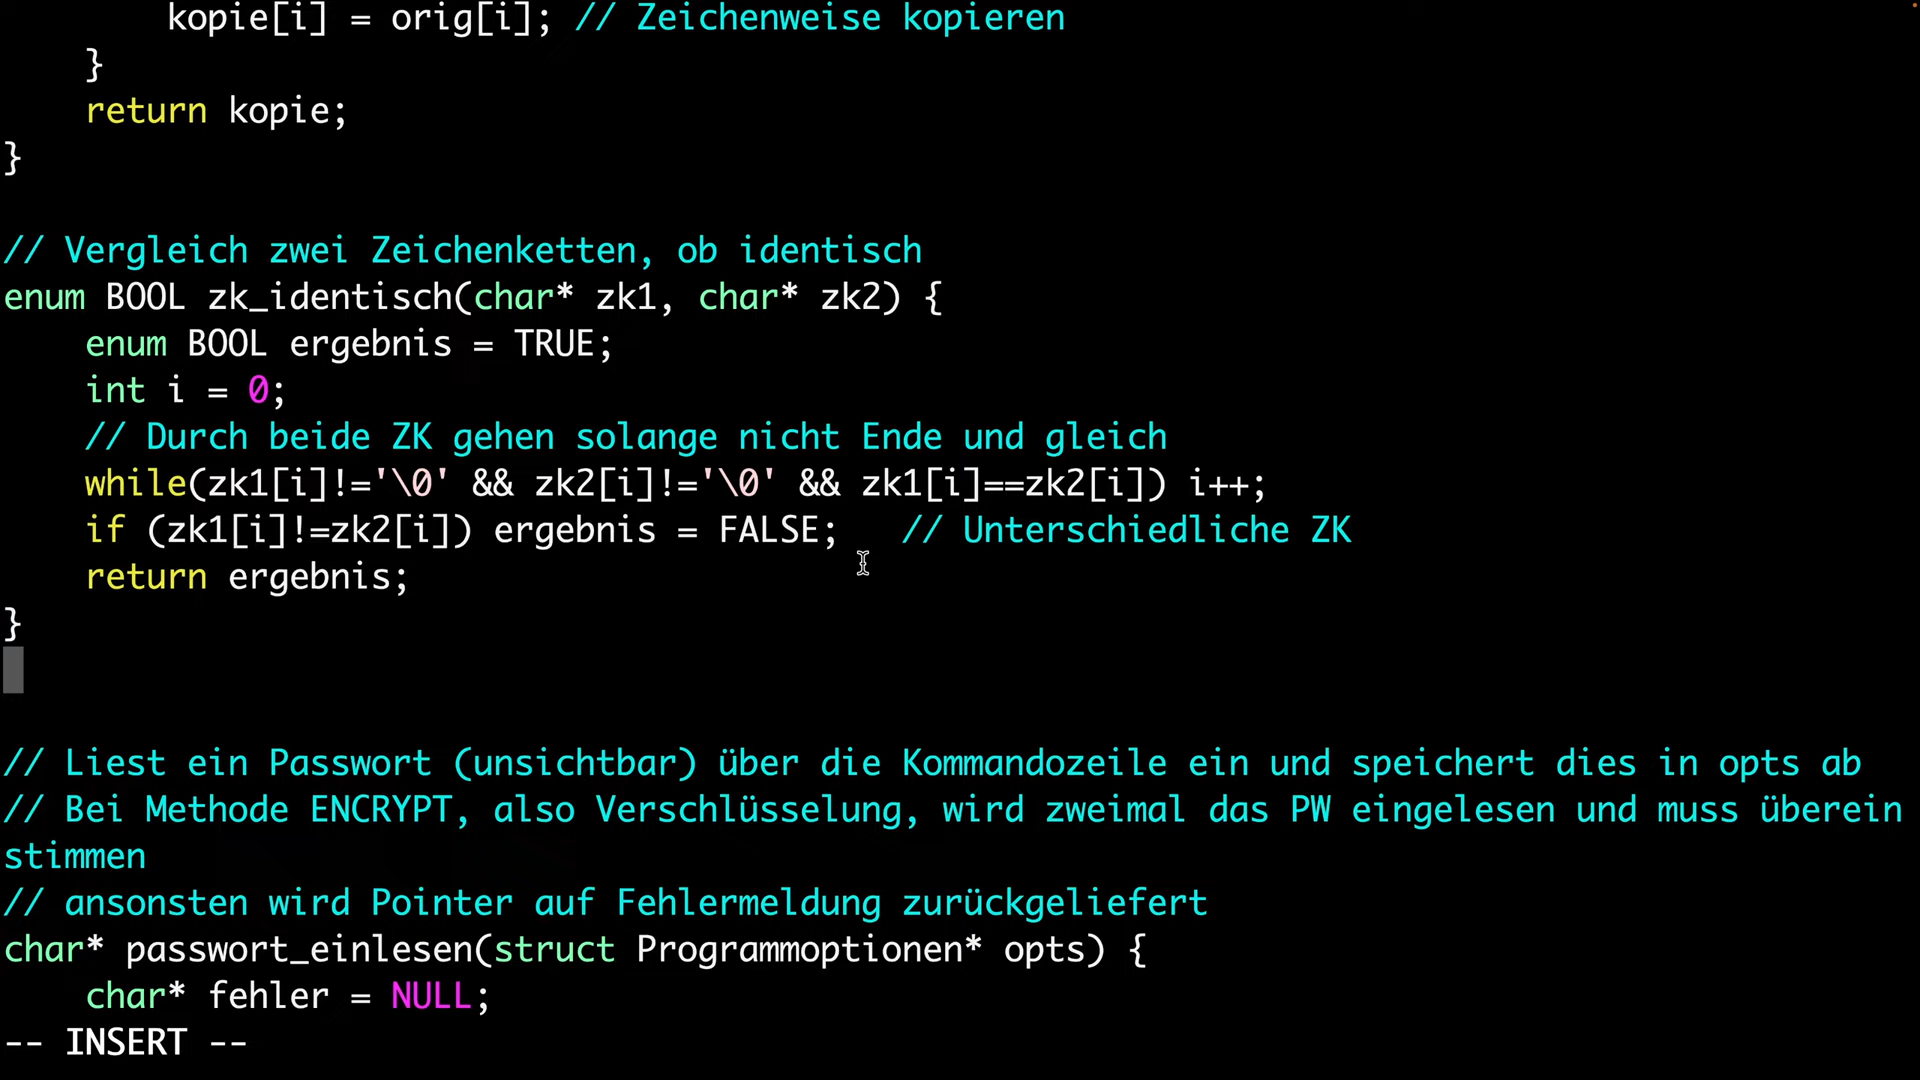 kopie[i] = orig[i]; // Zeichenweise kopieren
}
return kopie;
}
// Vergleich zwei Zeichenketten, ob identisch
enum BOOL zk_identisch(char* zk1, char* zk2) {
enum BOOL ergebnis = TRUE;
int i = 0;
// Durch beide ZK gehen solange nicht Ende und gleich
while(zk1[i]!='\0' && zk2[i]!='\0' && zk1[i]==zk2[i]) i++;
if (zk1[i]!=zk2[i]) ergebnis = FALSE;   // Unterschiedliche ZK
return ergebnis;
}
// Liest ein Passwort (unsichtbar) über die Kommandozeile ein und speichert dies in opts ab
// Bei Methode ENCRYPT, also Verschlüsselung, wird zweimal das PW eingelesen und muss überein
stimmen
// ansonsten wird Pointer auf Fehlermeldung zurückgeliefert
char* passwort_einlesen(struct Programmoptionen* opts) {
char* fehler = NULL;
-- INSERT --